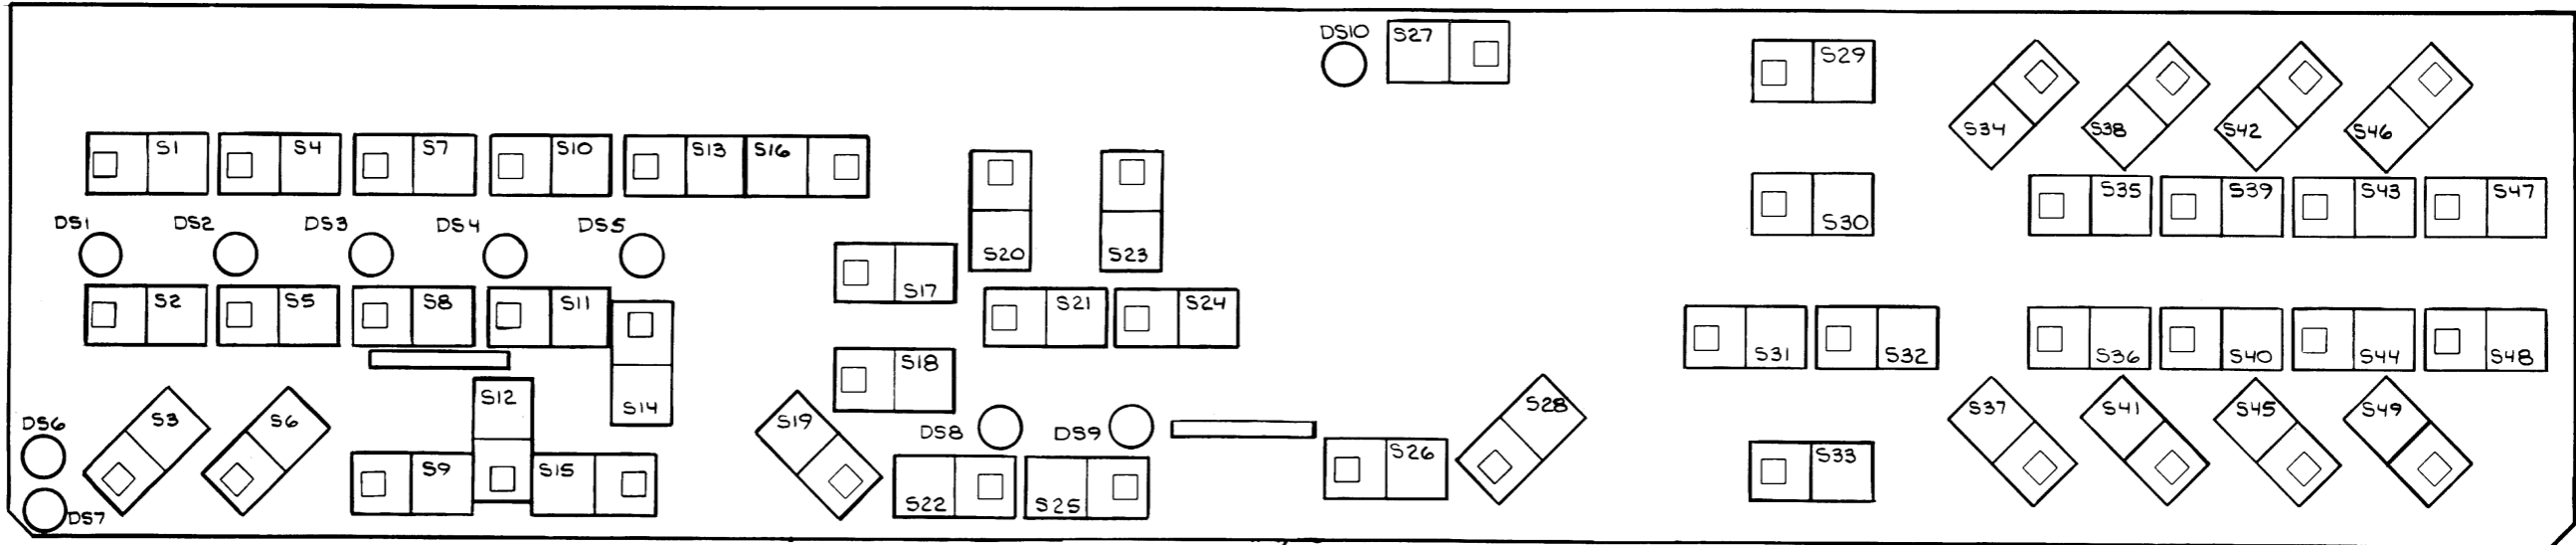 DS10 S27 S29
S34 S38 S42 S46
S1 S4 S7 S10 S13 S16
S35 S39 S43 S47
DS1 DS2 DS3 DS4 DS5 S30
S20 S23
S17
S2 S5 S8 S11 S21 S24
S31 S32 S36 S40 S44 S48
S18
S12 S14 S28 S37 S41 S45 S49
DS6 S3 S6 S19 DS8 DS9
S9 S15 S26 S33
S22 S25
DS7